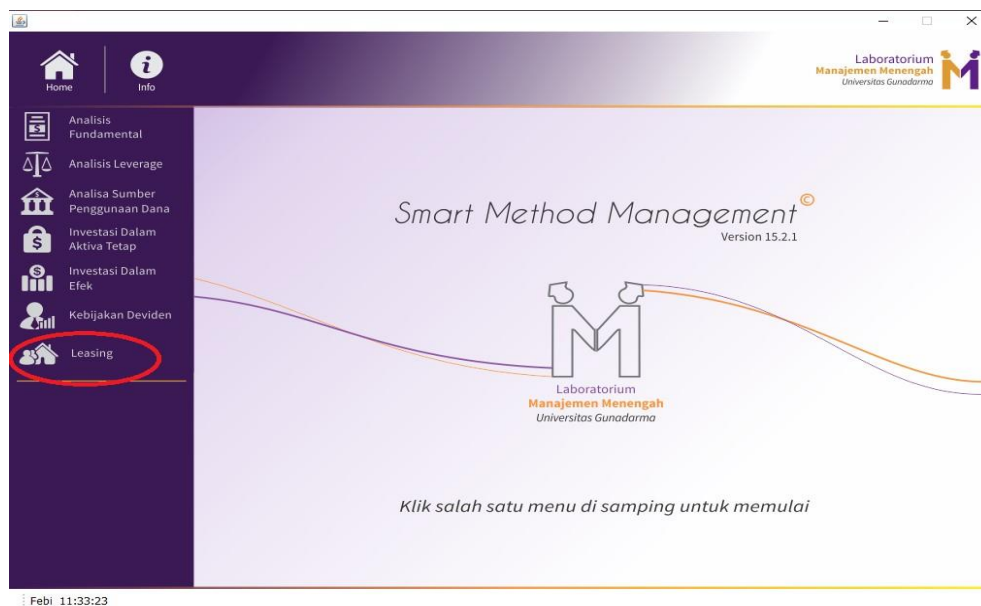 Home
Info
Laboratorium
Manajemen Menengah
Universitas Gunadarma
Analisis
Fundamental
Analisis Leverage
Analisa Sumber
Penggunaan Dana
Investasi Dalam
Aktiva Tetap
Investasi Dalam
Efek
Kebijakan Deviden
Leasing
Smart Method Management©
Version 15.2.1
Laboratorium
Manajemen Menengah
Universitas Gunadarma
Klik salah satu menu di samping untuk memulai
Febi 11:33:23